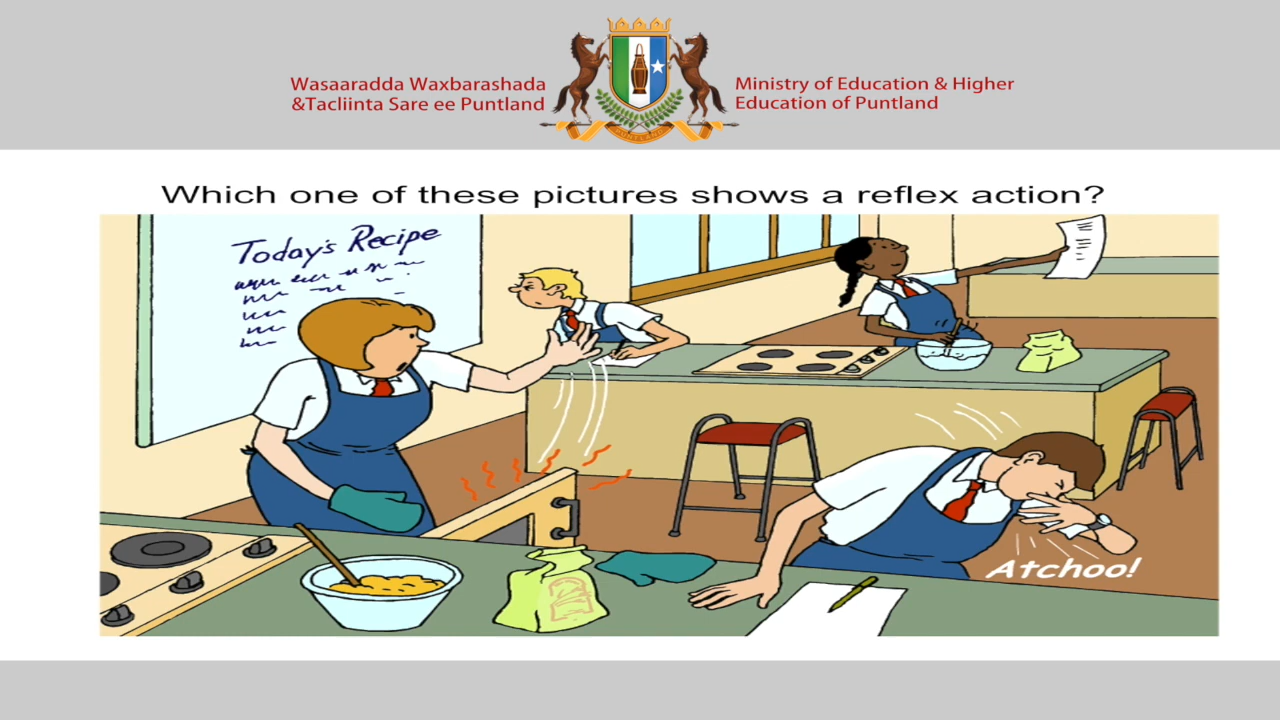 Wasaaradda Waxbarashada
&Tacliinta Sare ee Puntland
Ministry of Education & Higher
Education of Puntland
Which one of these pictures shows a reflex action?
Today's Recipe
Atchoo!